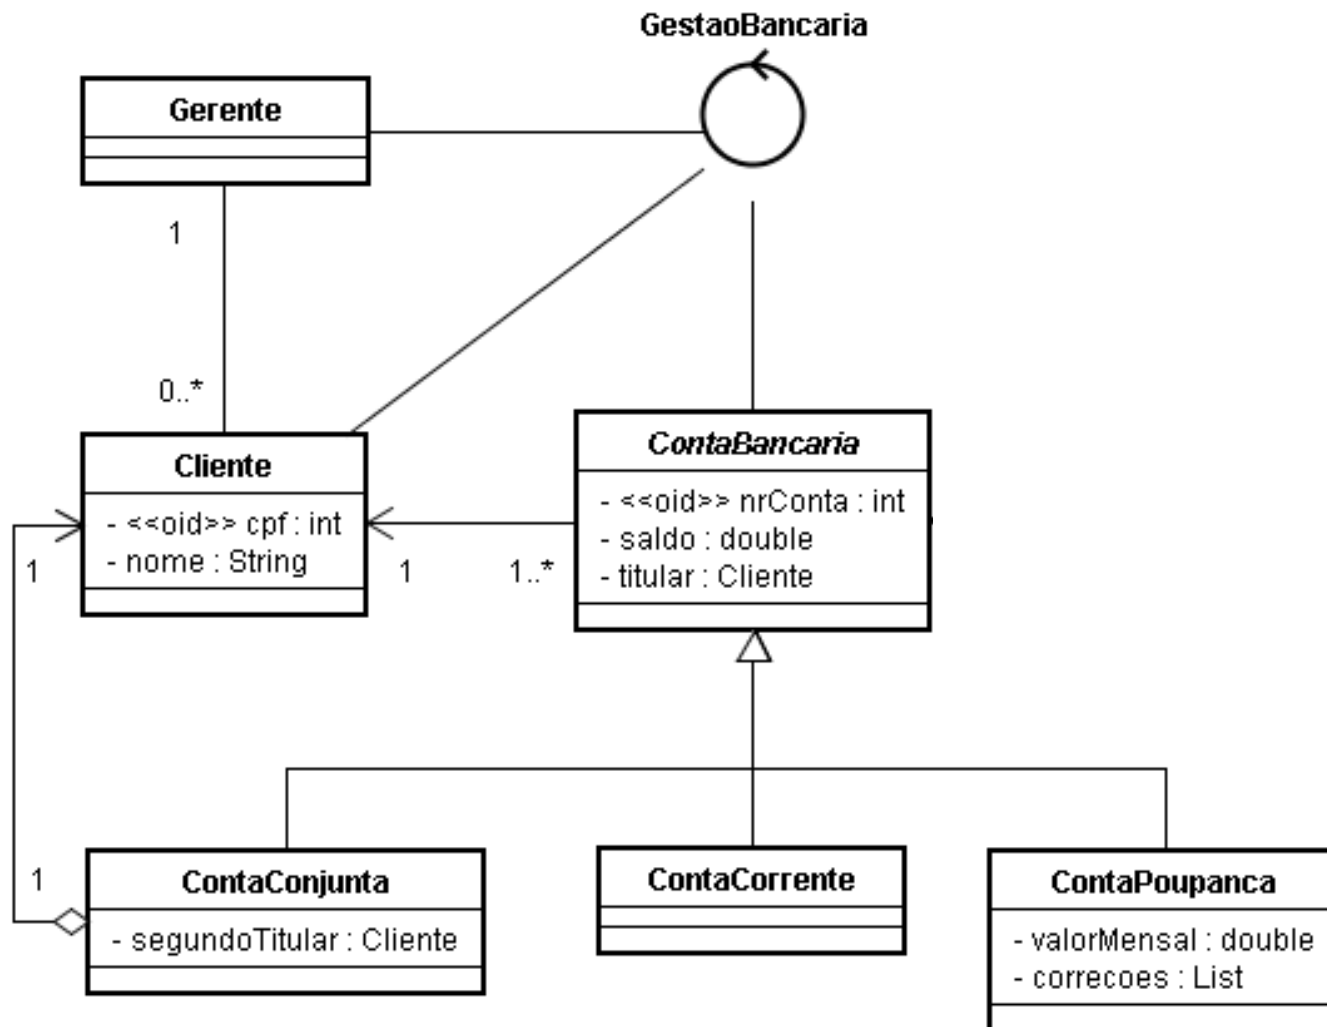 GestaoBancaria
Gerente
1
0..*
Cliente
- <<oid>> cpf : int
- nome : String
1
1
1..*
ContaBancaria
- <<oid>> nrConta : int
- saldo : double
- titular : Cliente
1
ContaConjunta
- segundoTitular : Cliente
ContaCorrente
ContaPoupanca
- valorMensal : double
- correcoes : List